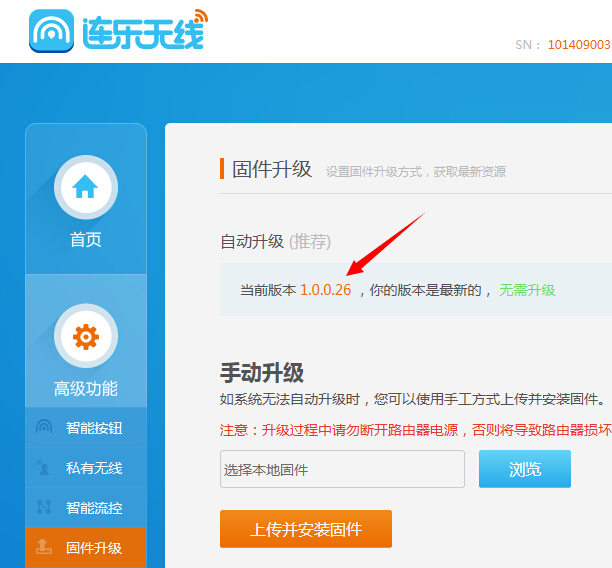 连乐无线
SN： 101409003
首页
高级功能
智能按钮
私有无线
智能流控
固件升级
固件升级 设置固件升级方式，获取最新资源
自动升级 (推荐)
当前版本 1.0.0.26 ，你的版本是最新的， 无需升级
手动升级
如系统无法自动升级时，您可以使用手工方式上传并安装固件。
注意：升级过程中请勿断开路由器电源，否则将导致路由器损坏
选择本地固件 浏览
上传并安装固件